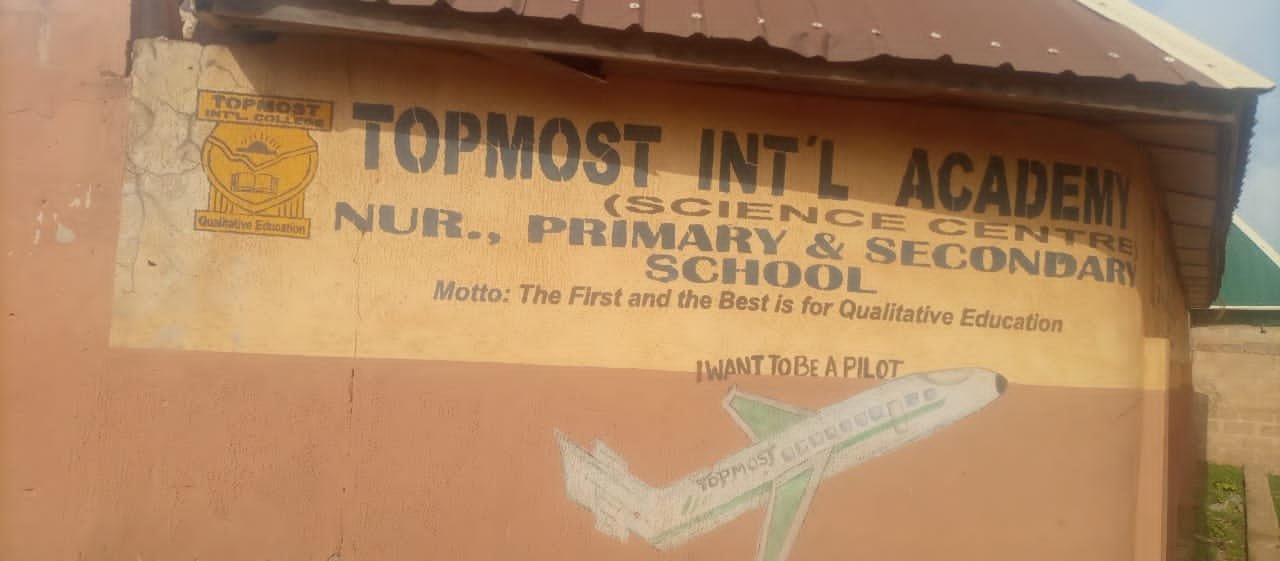 TOPMOST
INT'L. COLLEGE
Qualitative Education
TOPMOST INT'L ACADEMY
(SCIENCE CENTRE)
NUR., PRIMARY & SECONDARY
SCHOOL
Motto: The First and the Best is for Qualitative Education
I WANT TO BE A PILOT
TOPMOST